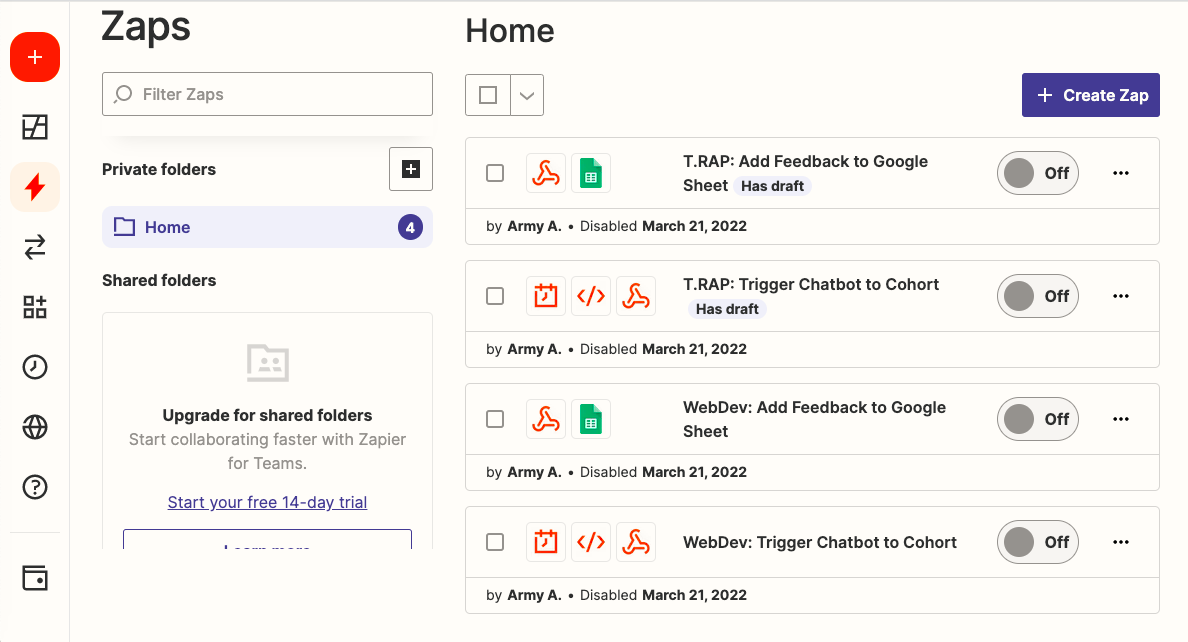 Zaps
Filter Zaps
Private folders
Home
4
Shared folders
Upgrade for shared folders
Start collaborating faster with Zapier
for Teams.
Start your free 14-day trial
Learn more
Home
Create Zap
T.RAP: Add Feedback to Google
Sheet Has draft
Off
by Army A. • Disabled March 21, 2022
T.RAP: Trigger Chatbot to Cohort
Has draft
Off
by Army A. • Disabled March 21, 2022
WebDev: Add Feedback to Google
Sheet
Off
by Army A. • Disabled March 21, 2022
WebDev: Trigger Chatbot to Cohort
Off
by Army A. • Disabled March 21, 2022